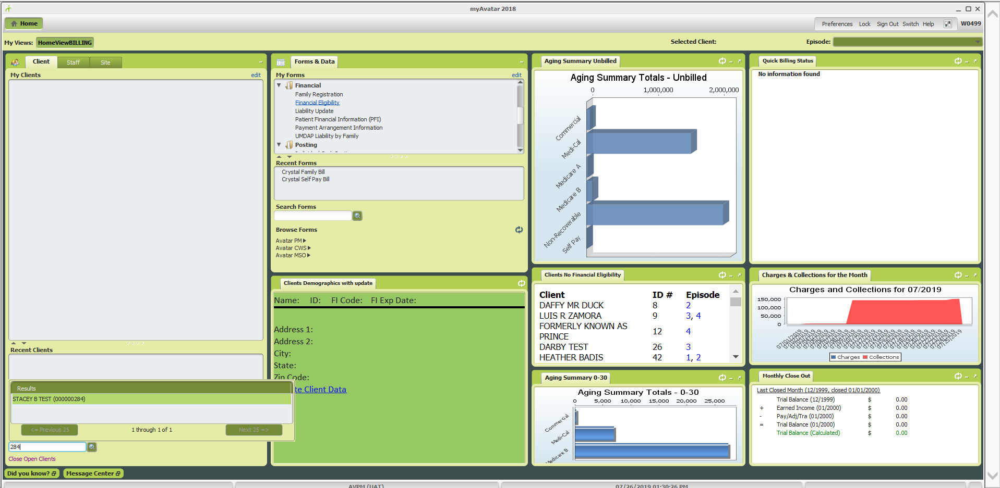 myAvatar 2018
Home
Preferences Lock Sign Out Switch Help W0499
My Views: HomeViewBILLING
Selected Client:
Episode:
Client Staff Site
My Clients edit
Recent Clients
Results
STACEY B TEST (000000284)
<= Previous 25 1 through 1 of 1 Next 25 =>
284
Close Open Clients
Forms & Data
My Forms edit
Financial
Family Registration
Financial Eligibility
Liability Update
Patient Financial Information (PFI)
Payment Arrangement Information
UMDAP Liability by Family
Posting
Recent Forms
Crystal Family Bill
Crystal Self Pay Bill
Search Forms
Browse Forms
Avatar PM
Avatar CWS
Avatar MSO
Clients Demographics with update
Name: ID: FI Code: FI Exp Date:
Address 1:
Address 2:
City:
State:
Zip Code:
te Client Data
Aging Summary Unbilled
Aging Summary Totals - Unbilled
0 1,000,000 2,000,000
Commercial
Medi-Cal
Medicare A
Medicare B
Non-Recoverable
Self Pay
Clients No Financial Eligibility
Client ID # Episode
DAFFY MR DUCK 8 2
LUIS R ZAMORA 9 3, 4
FORMERLY KNOWN AS
PRINCE 12 4
DARBY TEST 26 3
HEATHER BADIS 42 1, 2
Aging Summary 0-30
Aging Summary Totals - 0-30
0 5,000 10,000 15,000 20,000 25,000
Commercial
Medi-Cal
Medicare B
Quick Billing Status
No information found
Charges & Collections for the Month
Charges and Collections for 07/2019
150,000
100,000
50,000
0
07/01/2019
07/25/2019
Charges Collections
Monthly Close Out
Last Closed Month (12/1999, closed 01/01/2000)
Trial Balance (12/1999) $ 0.00
+ Earned Income (01/2000) $ 0.00
- Pay/Adj/Tra (01/2000) $ 0.00
= Trial Balance (01/2000) $ 0.00
Trial Balance (Calculated) $ 0.00
Did you know? Message Center
AVPM (UAT) 07/26/2019 01:30:26 PM